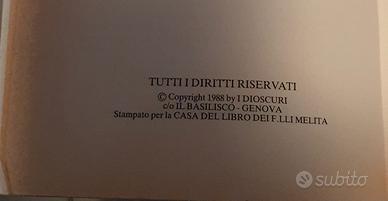 TUTTI I DIRITTI RISERVATI
© Copyright 1988 by I DIOSCURI
c/o IL BASILISCO - GENOVA
Stampato per la CASA DEL LIBRO DEI F.LLI MELITA
subito